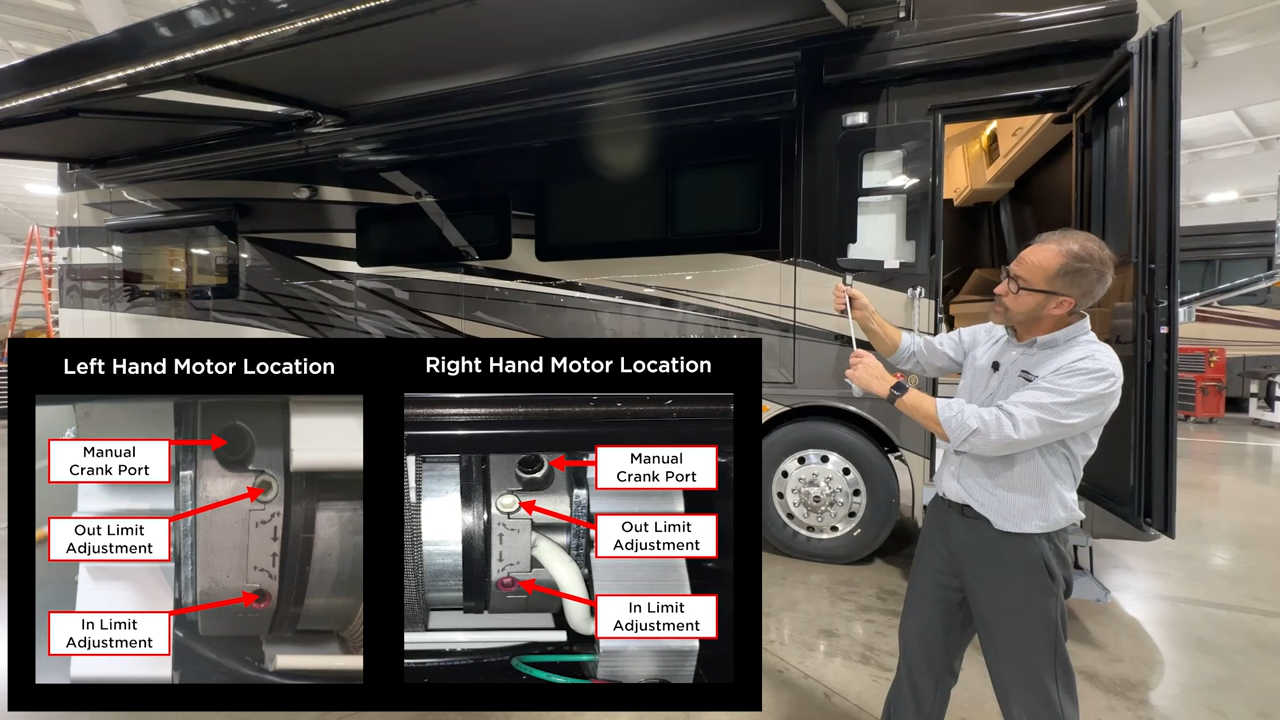 Left Hand Motor Location
Right Hand Motor Location
Manual
Crank Port
Out Limit
Adjustment
In Limit
Adjustment
Manual
Crank Port
Out Limit
Adjustment
In Limit
Adjustment